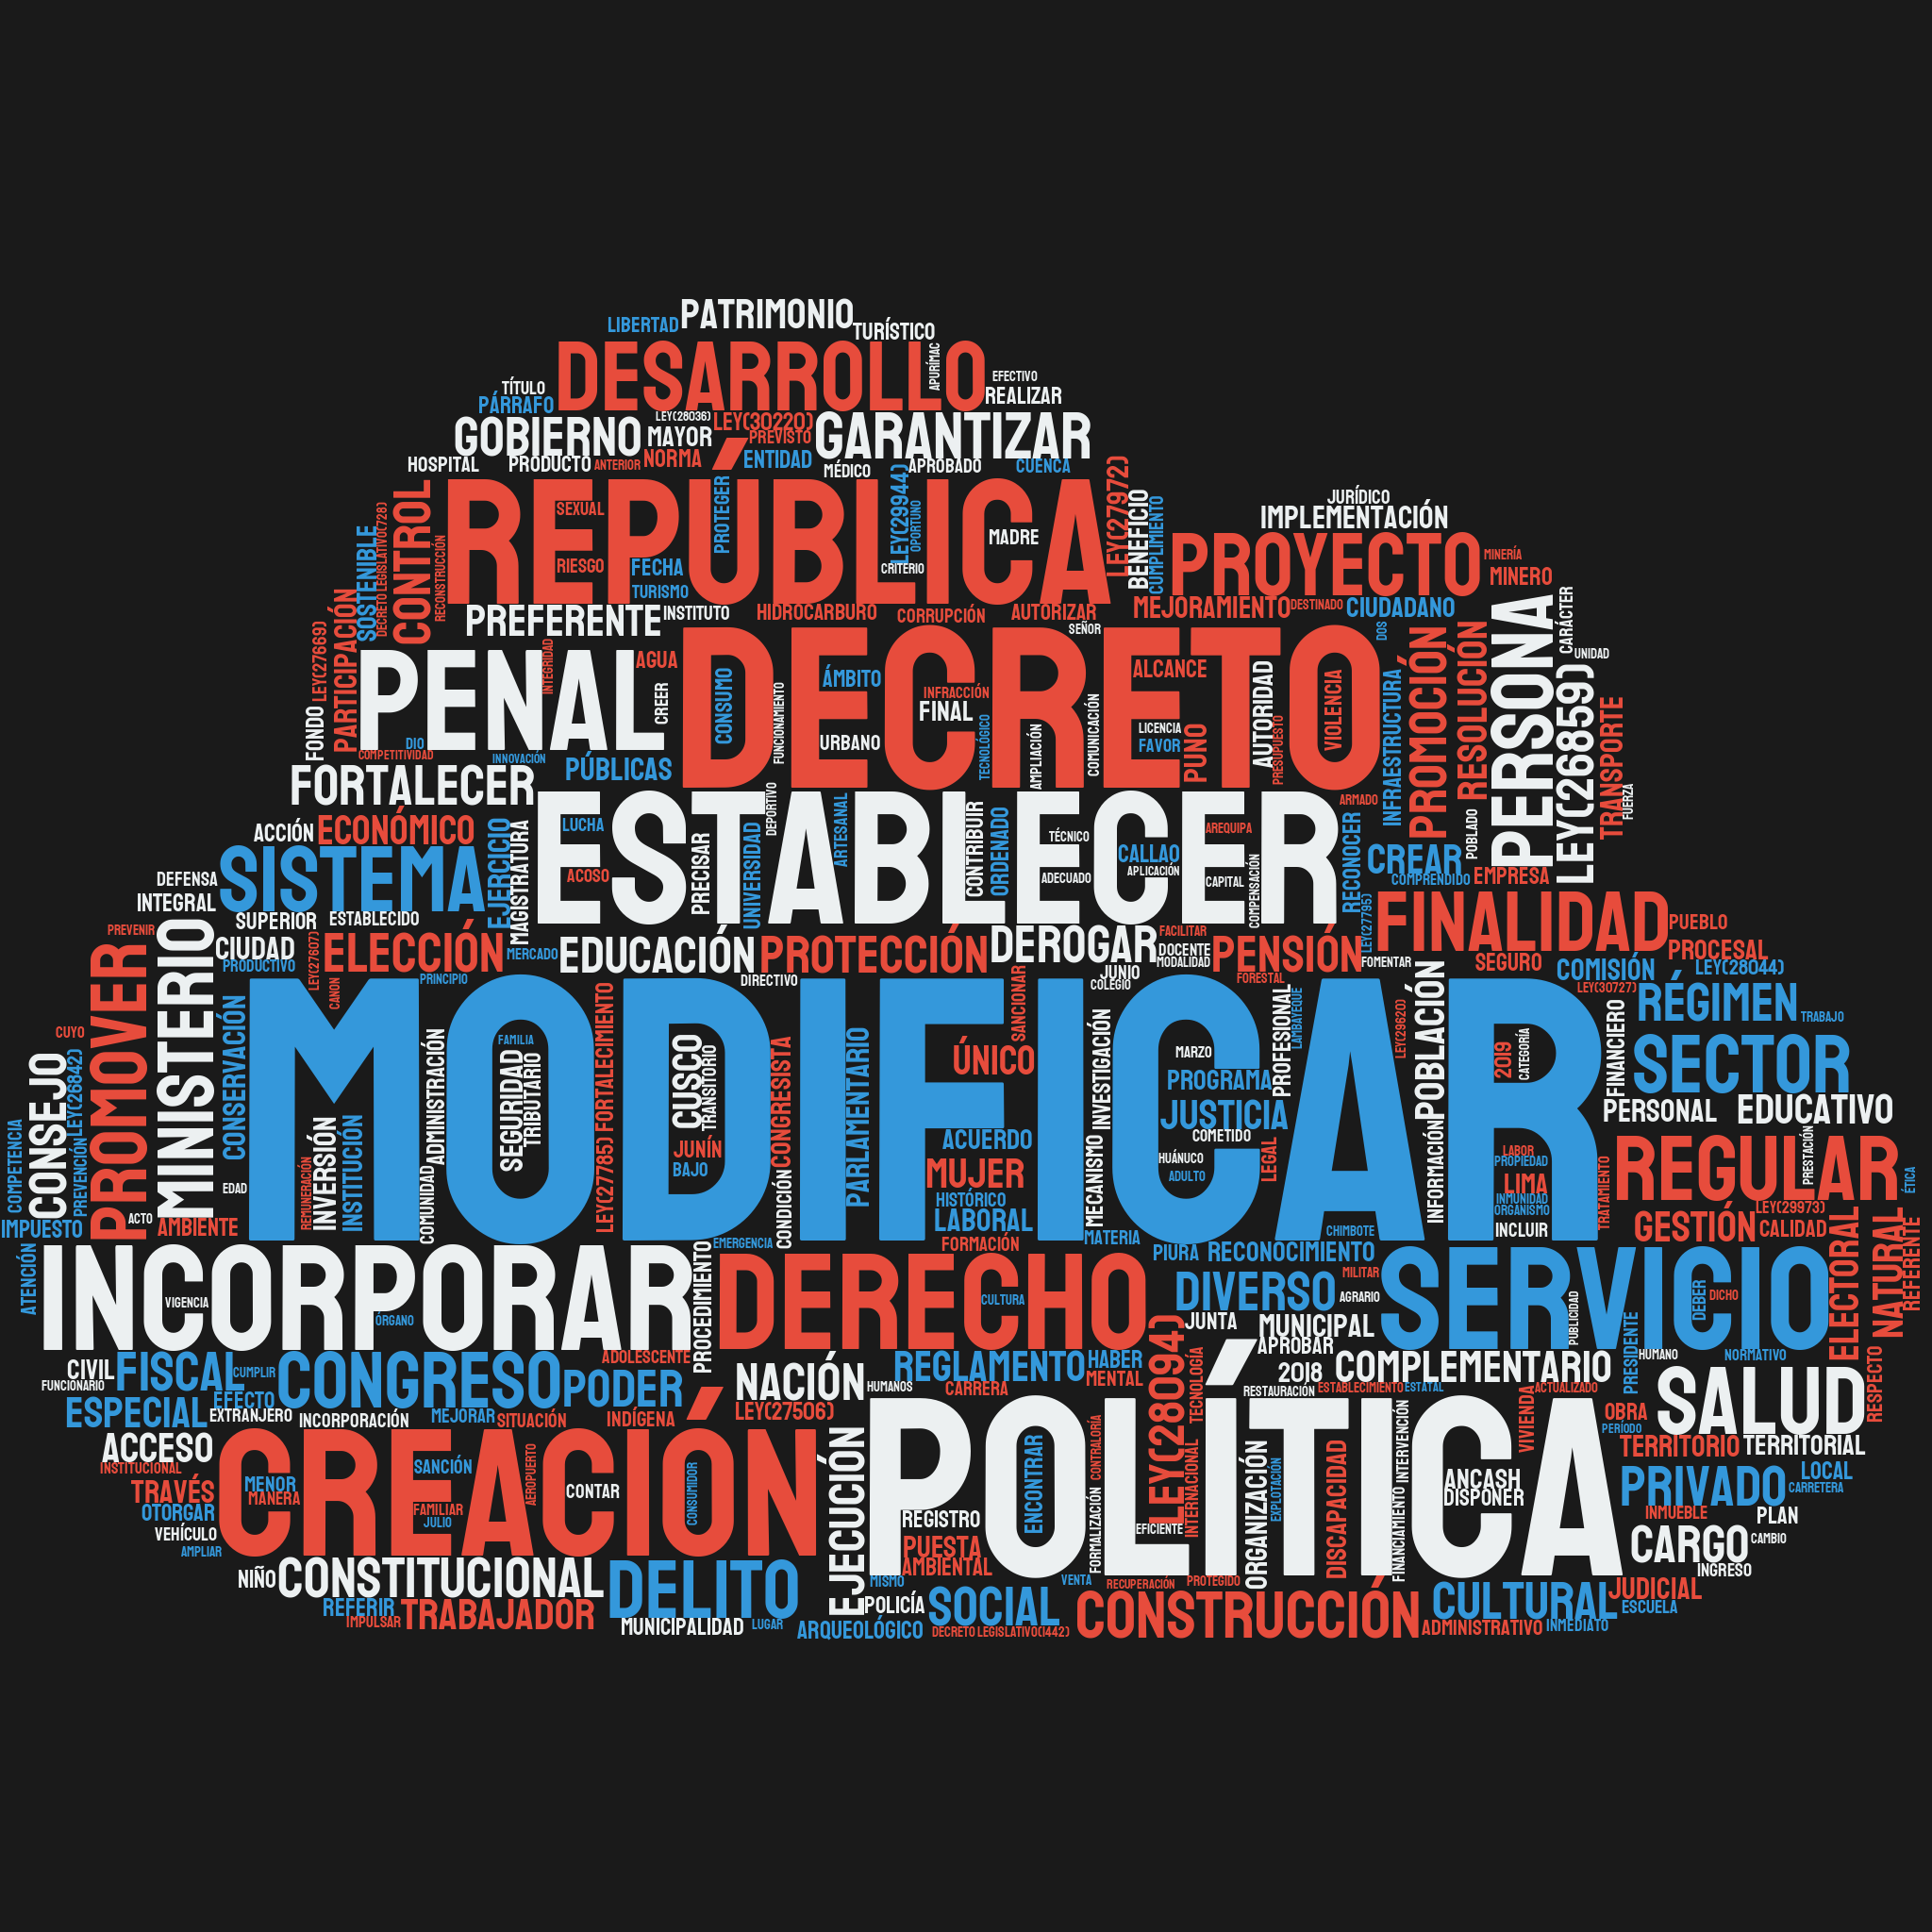 PATRIMONIO
LIBERTAD
TURÍSTICO
DESARROLLO
APURÍMAC
EFECTIVO
REALIZAR
TÍTULO
PÁRRAFO
GOBIERNO
LEY(28036)
MAYOR
LEY(30220)
PREVISTO
GARANTIZAR
HOSPITAL
PRODUCTO
ANTERIOR
NORMA
ENTIDAD
MÉDICO
APROBADO
CUENCA
REPÚBLICA
SEXUAL
RIESGO
PROTEGER
FECHA
TURISMO
LEY(29944)
OPORTUNO
CRITERIO
MADRE
LEY(27972)
BENEFICIO
CUMPLIMIENTO
JURÍDICO
IMPLEMENTACIÓN
PROYECTO
MINERÍA
MINERO
MEJORAMIENTO
DESTINADO
CIUDADANO
CONTROL
RECONSTRUCCIÓN
DECRETO LEGISLATIVO(728)
SOSTENIBLE
PARTICIPACIÓN
LEY(27669)
FONDO
PREFERENTE
INSTITUTO
HIDROCARBURO
CORRUPCIÓN
AUTORIZAR
SEÑOR
PENAL
INTEGRIDAD
AGUA
CREER
DIO
COMPETITIVIDAD
INNOVACIÓN
DECRETO
CONSUMO
FUNCIONAMIENTO
ÁMBITO
URBANO
INFRACCIÓN
FINAL
TECNOLÓGICO
AMPLIACIÓN
COMUNICACIÓN
ALCANCE
LICENCIA
FAVOR
PUNO
AUTORIDAD
PRESUPUESTO
VIOLENCIA
DOS
INFRAESTRUCTURA
PROMOCIÓN
RESOLUCIÓN
PERSONA
CARÁCTER
UNIDAD
LEY(26859)
TRANSPORTE
FUERZA
FORTALECER
PÚBLICAS
ESTABLECER
LUCHA
ACOSO
PRECISAR
UNIVERSIDAD
DEPORTIVO
ARTESANAL
CONTRIBUIR
ORDENADO
TÉCNICO
ADECUADO
CALLAO
APLICACIÓN
AREQUIPA
CAPITAL
COMPENSACIÓN
ARMADO
RECONOCER
CREAR
COMPRENDIDO
POBLADO
EMPRESA
ACCIÓN
ECONÓMICO
SISTEMA
EJERCICIO
MAGISTRATURA
DEFENSA
INTEGRAL
SUPERIOR
ESTABLECIDO
PREVENIR
CIUDAD
PRODUCTIVO
LEY(27607)
ELECCIÓN
CANON
PRINCIPIO
MERCADO
EDUCACIÓN
PROTECCIÓN
DIRECTIVO
DEROGAR
FACILITAR
DOCENTE
MODALIDAD
PENSIÓN
FORESTAL
LEY(27795)
FOMENTAR
FINALIDAD
PUEBLO
PROCESAL
SEGURO
COMISIÓN
LEY(28044)
LEY(30727)
RÉGIMEN
TRABAJO
SECTOR
FINANCIERO
PERSONAL
EDUCATIVO
REGULAR
PRESTACIÓN
ÉTICA
TRATAMIENTO
LEY(29973)
GESTIÓN
CALIDAD
PROMOVER
MINISTERIO
CONSERVACIÓN
CUYO
CONSEJO
LEY(26842)
PREVENCIÓN
COMPETENCIA
IMPUESTO
ATENCIÓN
ACTO
AMBIENTE
EDAD
MODIFICAR
REMUNERACIÓN
INVERSIÓN
INSTITUCIÓN
ADMINISTRACIÓN
COMUNIDAD
FAMILIA
SEGURIDAD
TRIBUTARIO
FORTALECIMIENTO
LEY(27785)
CUSCO
TRANSITORIO
JUNÍN
BAJO
CONGRESISTA
CONDICIÓN
PARLAMENTARIO
SANCIONAR
ÚNICO
ACUERDO
MUJER
HISTÓRICO
LABORAL
FORMACIÓN
JUNIO
COLEGIO
INVESTIGACIÓN
MECANISMO
MATERIA
MARZO
PROGRAMA
JUSTICIA
COMETIDO
HUÁNUCO
ADULTO
PROFESIONAL
LAMBAYEQUE
LEGAL
LEY(29620)
POBLACIÓN
INFORMACIÓN
CHIMBOTE
2019
CATEGORÍA
LABOR
PROPIEDAD
LIMA
INMUNIDAD
ORGANISMO
INCLUIR
INCORPORAR
VIGENCIA
ÓRGANO
PROCEDIMIENTO
EMERGENCIA
DERECHO
CULTURA
PIURA
RECONOCIMIENTO
DIVERSO
MILITAR
AGRARIO
SERVICIO
PUBLICIDAD
DEBER
DICHO
ELECTORAL
NATURAL
REFERENTE
JUNTA
MUNICIPAL
APROBAR
2018
COMPLEMENTARIO
PRESIDENTE
HUMANO
NORMATIVO
CIVIL
FUNCIONARIO
FISCAL
CUMPLIR
CONGRESO
ADOLESCENTE
PODER
NACIÓN
HUMANOS
REGLAMENTO
HABER
CARRERA
MENTAL
LEY(28094)
TECNOLOGÍA
RESTAURACIÓN
ESTABLECIMIENTO
ESTATAL
ACTUALIZADO
ESPECIAL
EFECTO
EXTRANJERO
INCORPORACIÓN
MEJORAR
SITUACIÓN
INDÍGENA
LEY(27506)
VIVIENDA
OBRA
PERÍODO
SALUD
RESPECTO
TERRITORIO
TERRITORIAL
ACCESO
INSTITUCIONAL
TRAVÉS
OTORGAR
VEHÍCULO
AMPLIAR
CREACIÓN
MENOR
MANERA
SANCIÓN
FAMILIAR
JULIO
AEROPUERTO
CONTAR
CONSUMIDOR
EJECUCIÓN
POLÍTICA
REGISTRO
PUESTA
AMBIENTAL
MISMO
ENCONTRAR
CONTRALORÍA
FORMALIZACIÓN
EFICIENTE
INTERNACIONAL
ORGANIZACIÓN
EXPLOTACIÓN
DISCAPACIDAD
INTERVENCIÓN
FINANCIAMIENTO
ANCASH
DISPONER
PRIVADO
LOCAL
CARRETERA
INMUEBLE
PLAN
CARGO
CAMBIO
INGRESO
NIÑO
CONSTITUCIONAL
DELITO
REFERIR
IMPULSAR
TRABAJADOR
MUNICIPALIDAD
LUGAR
POLICÍA
ARQUEOLÓGICO
SOCIAL
DECRETO LEGISLATIVO(1442)
VENTA
RECUPERACIÓN
PROTEGIDO
CONSTRUCCIÓN
CULTURAL
JUDICIAL
ESCUELA
ADMINISTRATIVO
INMEDIATO